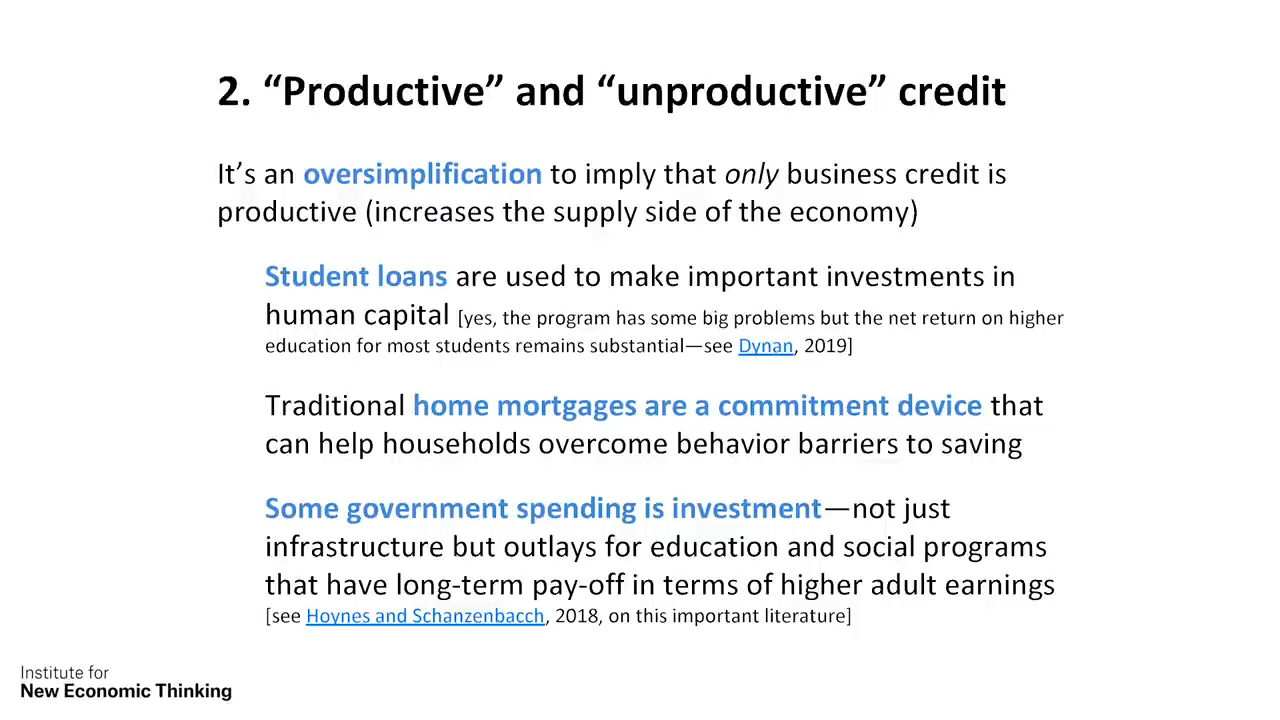 2. “Productive” and “unproductive” credit
It’s an oversimplification to imply that only business credit is
productive (increases the supply side of the economy)
Student loans are used to make important investments in
human capital [yes, the program has some big problems but the net return on higher
education for most students remains substantial—see Dynan, 2019]
Traditional home mortgages are a commitment device that
can help households overcome behavior barriers to saving
Some government spending is investment—not just
infrastructure but outlays for education and social programs
that have long-term pay-off in terms of higher adult earnings
[see Hoynes and Schanzenbacch, 2018, on this important literature]
Institute for
New Economic Thinking